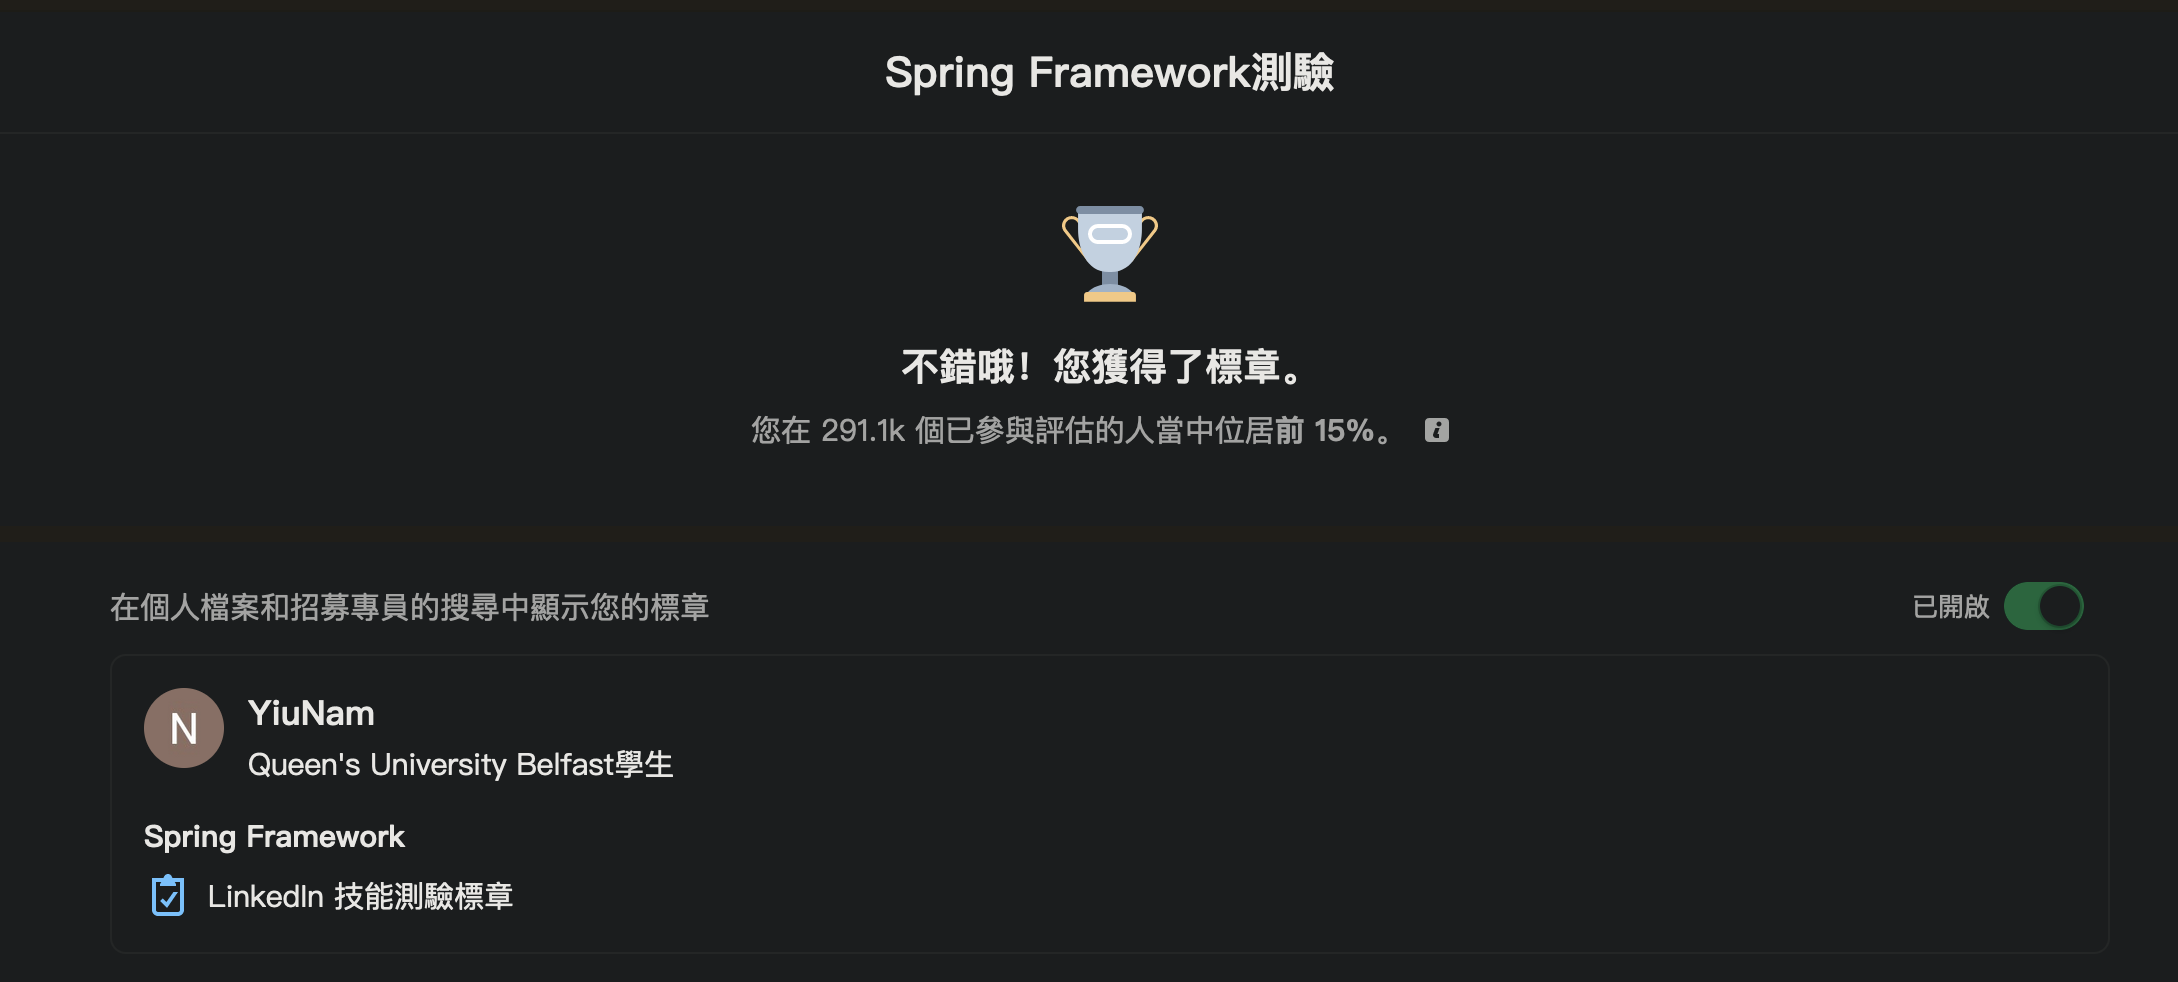 Spring Framework測驗
不錯哦！您獲得了標章。
您在 291.1k 個已參與評估的人當中位居前 15%。
在個人檔案和招募專員的搜尋中顯示您的標章
已開啟
N
YiuNam
Queen's University Belfast學生
Spring Framework
LinkedIn 技能測驗標章